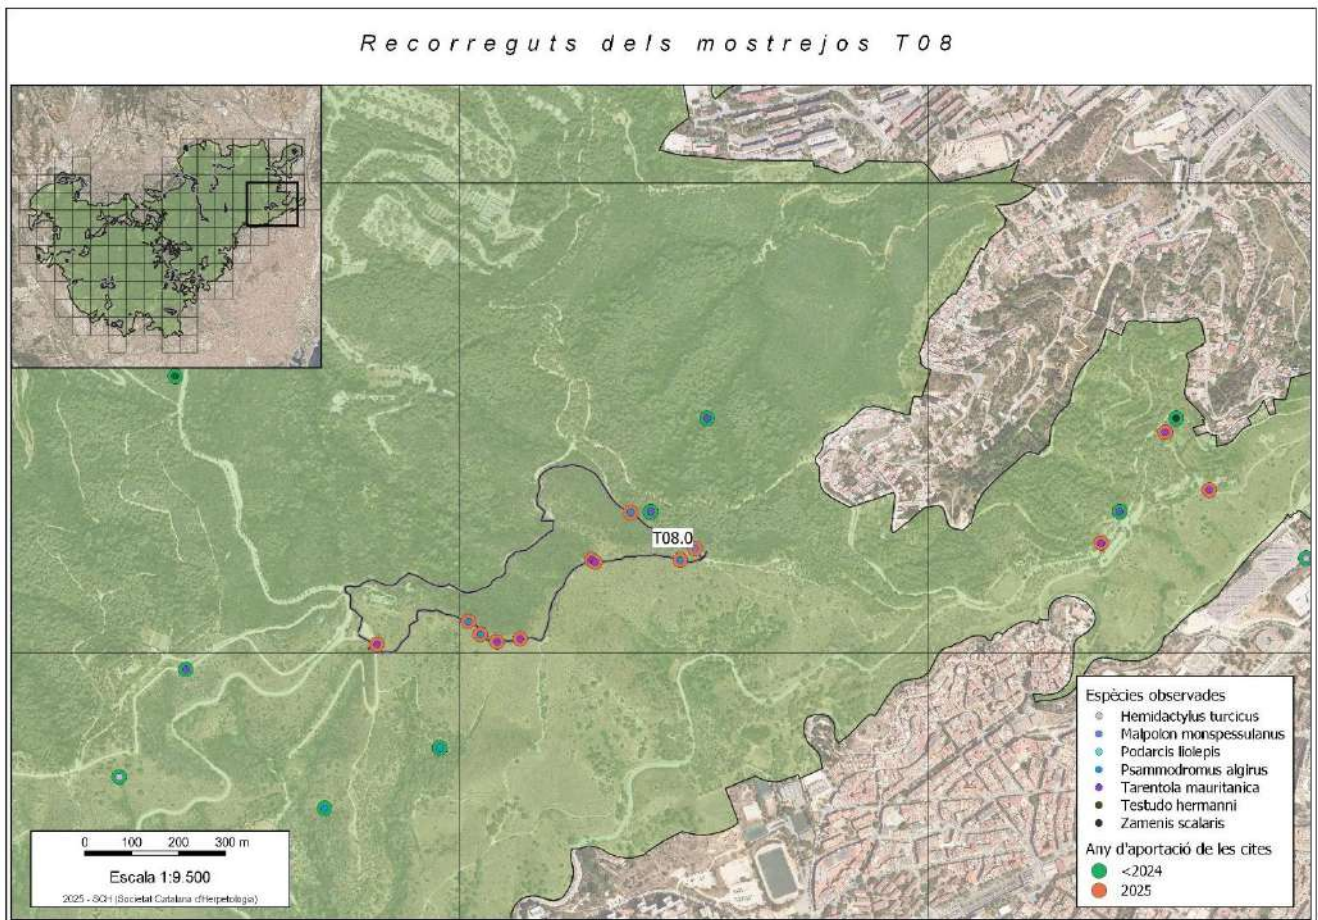 Recorreguts dels mostrejos T08
T08.0
Espècies observades
Hemidactylus turcicus
Malpolon monspessulanus
Podarcis liolepis
Psammodromus algirus
Tarentola mauritanica
Testudo hermanni
Zamenis scalaris
Any d'aportació de les cites
<2024
2025
0 100 200 300 m
Escala 1:9.500
2025 - SCH (Societat Catalana d'Herpetologia)